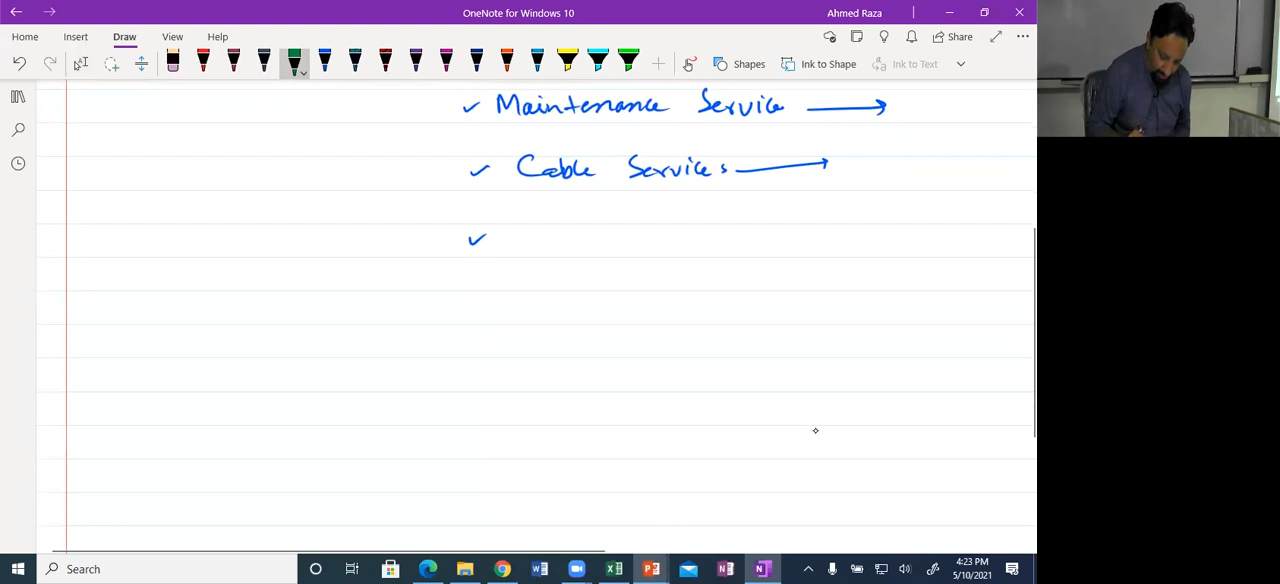 OneNote for Windows 10
Ahmed Raza
Home Insert Draw View Help
Share
Shapes Ink to Shape Ink to Text
✓ Maintenance Service →
✓ Cable Services →
✓
Search
4:23 PM
5/10/2021